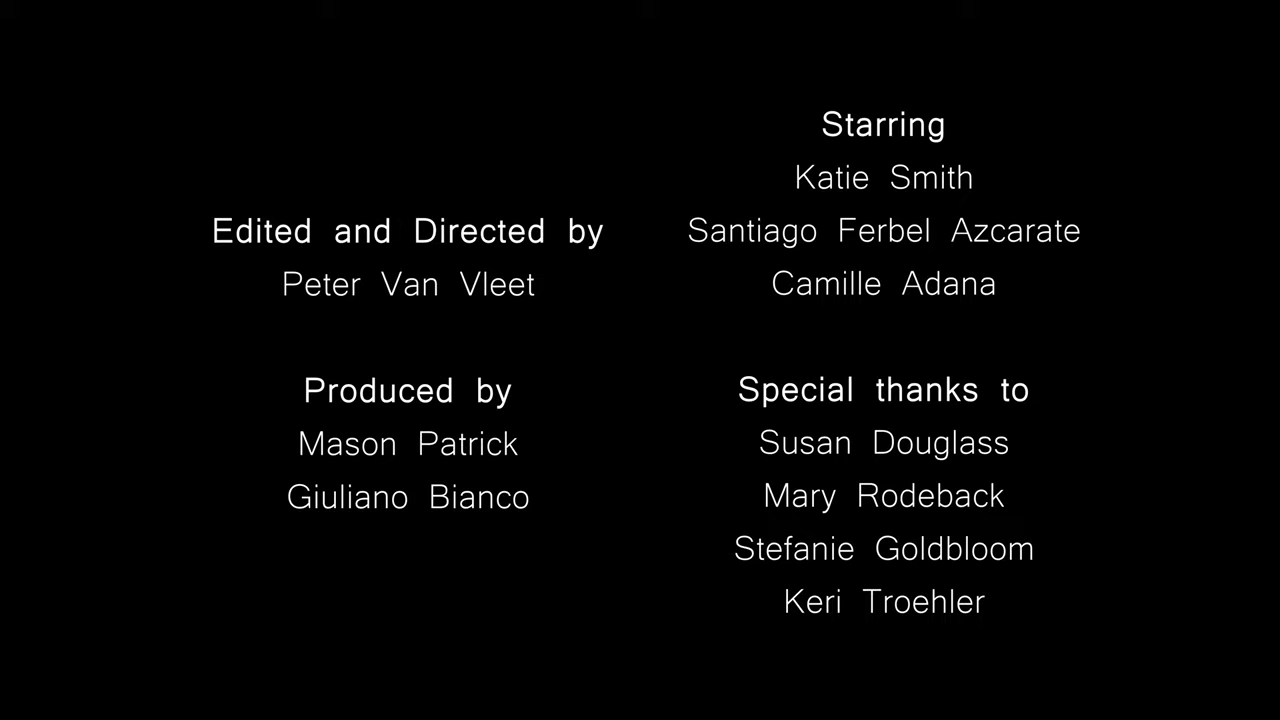 Edited and Directed by
Peter Van Vleet
Produced by
Mason Patrick
Giuliano Bianco
Starring
Katie Smith
Santiago Ferbel Azcarate
Camille Adana
Special thanks to
Susan Douglass
Mary Rodeback
Stefanie Goldbloom
Keri Troehler